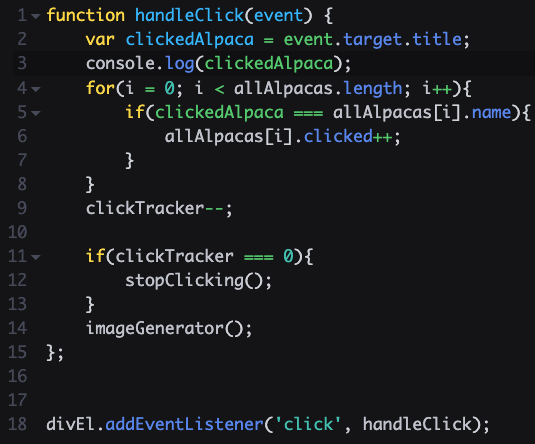 1 function handleClick(event) {
2     var clickedAlpaca = event.target.title;
3     console.log(clickedAlpaca);
4     for(i = 0; i < allAlpacas.length; i++){
5         if(clickedAlpaca === allAlpacas[i].name){
6             allAlpacas[i].clicked++;
7         }
8     }
9     clickTracker--;
10
11     if(clickTracker === 0){
12         stopClicking();
13     }
14     imageGenerator();
15 };
16
17
18 divEl.addEventListener('click', handleClick);